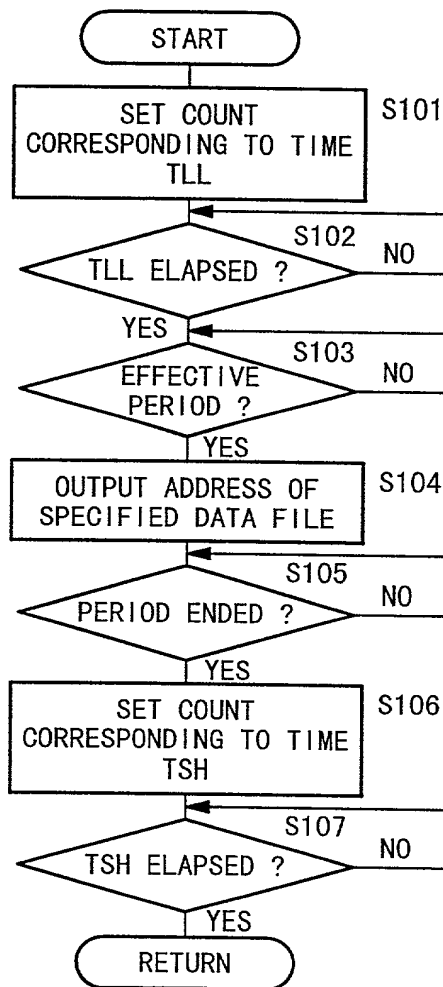 START
S101
SET COUNT
CORRESPONDING TO TIME
TLL
S102
TLL ELAPSED ?
NO
YES
S103
EFFECTIVE
PERIOD ?
NO
YES
S104
OUTPUT ADDRESS OF
SPECIFIED DATA FILE
S105
PERIOD ENDED ?
NO
YES
S106
SET COUNT
CORRESPONDING TO TIME
TSH
S107
TSH ELAPSED ?
NO
YES
RETURN